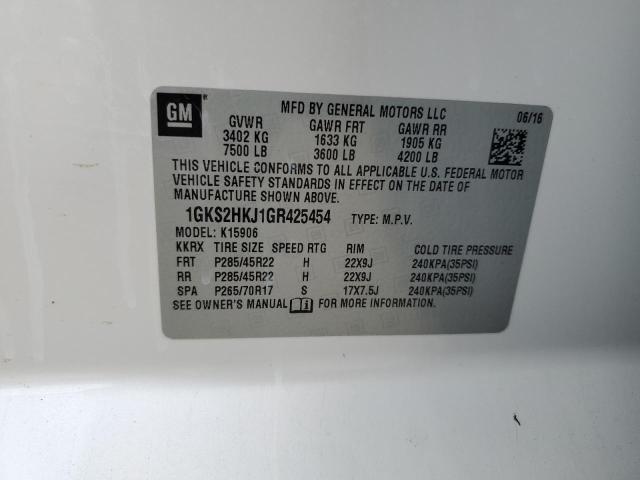 GM
MFD BY GENERAL MOTORS LLC 06/16
GVWR GAWR FRT GAWR RR
3402 KG 1633 KG 1905 KG
7500 LB 3600 LB 4200 LB
THIS VEHICLE CONFORMS TO ALL APPLICABLE U.S. FEDERAL MOTOR
VEHICLE SAFETY STANDARDS IN EFFECT ON THE DATE OF
MANUFACTURE SHOWN ABOVE.
1GKS2HKJ1GR425454 TYPE: M.P.V.
MODEL: K15906
KKRX TIRE SIZE SPEED RTG RIM COLD TIRE PRESSURE
FRT P285/45R22 H 22X9J 240KPA(35PSI)
RR P285/45R22 H 22X9J 240KPA(35PSI)
SPA P265/70R17 S 17X7.5J 240KPA(35PSI)
SEE OWNER'S MANUAL FOR MORE INFORMATION.